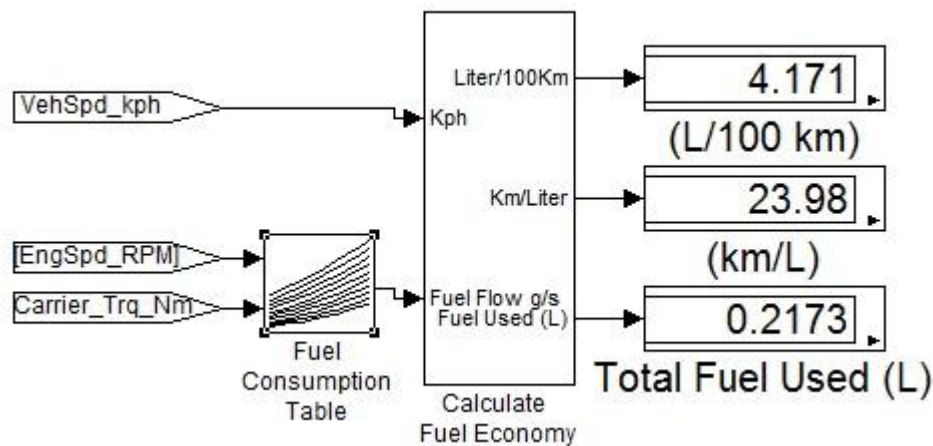 Liter/100Km
4.171
VehSpd_kph
Kph
(L/100 km)
Km/Liter
23.98
[EngSpd_RPM]
(km/L)
Carrier_Trq_Nm
Fuel Flow g/s
Fuel Used (L)
0.2173
Fuel
Consumption
Table
Total Fuel Used (L)
Calculate
Fuel Economy